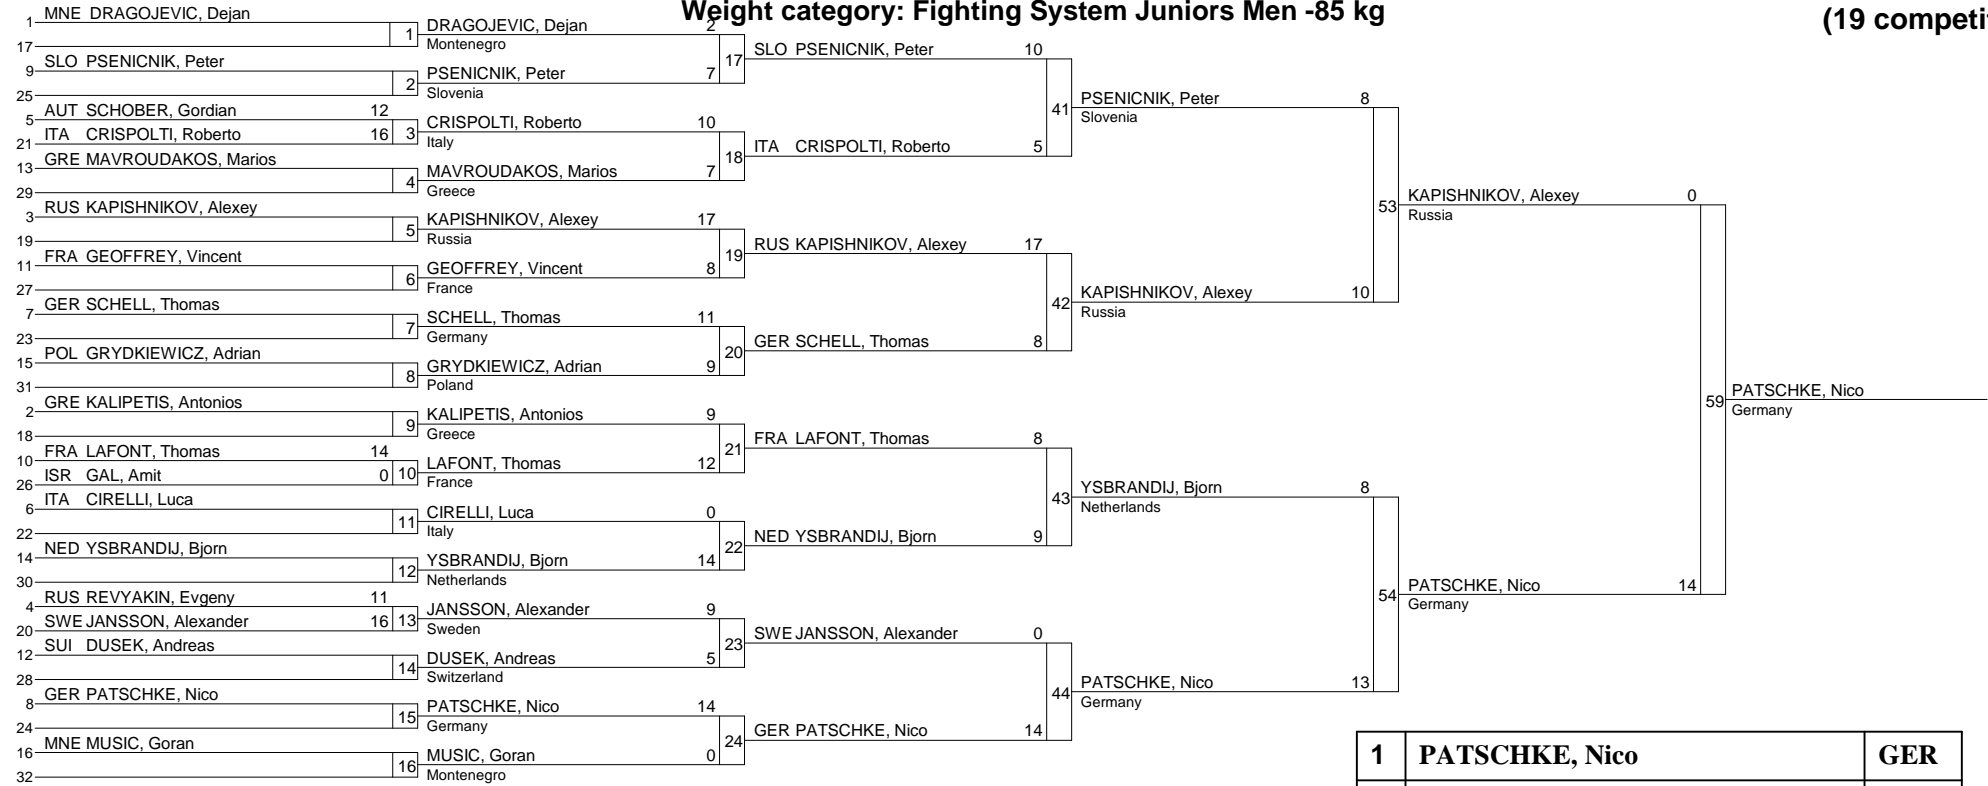 Weight category: Fighting System Juniors Men -85 kg
(19 competi
1 MNE DRAGOJEVIC, Dejan
17
1
9 SLO PSENICNIK, Peter
25
2
5 AUT SCHOBER, Gordian 12
21 ITA CRISPOLTI, Roberto 16
3
13 GRE MAVROUDAKOS, Marios
29
4
3 RUS KAPISHNIKOV, Alexey
19
5
11 FRA GEOFFREY, Vincent
27
6
7 GER SCHELL, Thomas
23
7
15 POL GRYDKIEWICZ, Adrian
31
8
2 GRE KALIPETIS, Antonios
18
9
10 FRA LAFONT, Thomas 14
26 ISR GAL, Amit 0
10
6 ITA CIRELLI, Luca
22
11
14 NED YSBRANDIJ, Bjorn
30
12
4 RUS REVYAKIN, Evgeny 11
20 SWE JANSSON, Alexander 16
13
12 SUI DUSEK, Andreas
28
14
8 GER PATSCHKE, Nico
24
15
16 MNE MUSIC, Goran
32
16
DRAGOJEVIC, Dejan 2
Montenegro
17
PSENICNIK, Peter 7
Slovenia
CRISPOLTI, Roberto 10
Italy
18
MAVROUDAKOS, Marios 7
Greece
KAPISHNIKOV, Alexey 17
Russia
19
GEOFFREY, Vincent 8
France
SCHELL, Thomas 11
Germany
20
GRYDKIEWICZ, Adrian 9
Poland
KALIPETIS, Antonios 9
Greece
21
LAFONT, Thomas 12
France
CIRELLI, Luca 0
Italy
22
YSBRANDIJ, Bjorn 14
Netherlands
JANSSON, Alexander 9
Sweden
23
DUSEK, Andreas 5
Switzerland
PATSCHKE, Nico 14
Germany
24
MUSIC, Goran 0
Montenegro
SLO PSENICNIK, Peter 10
41
ITA CRISPOLTI, Roberto 5
RUS KAPISHNIKOV, Alexey 17
42
GER SCHELL, Thomas 8
FRA LAFONT, Thomas 8
43
NED YSBRANDIJ, Bjorn 9
SWE JANSSON, Alexander 0
44
GER PATSCHKE, Nico 14
PSENICNIK, Peter 8
Slovenia
53
KAPISHNIKOV, Alexey 10
Russia
YSBRANDIJ, Bjorn 8
Netherlands
54
PATSCHKE, Nico 13
Germany
KAPISHNIKOV, Alexey 0
Russia
59
PATSCHKE, Nico 14
Germany
PATSCHKE, Nico
Germany
1 PATSCHKE, Nico GER